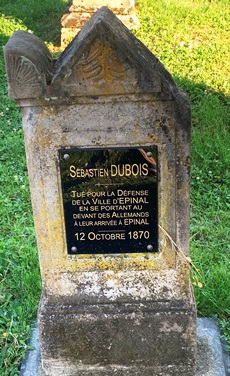 SEBASTIEN DUBOIS
TUÉ POUR LA DÉFENSE
DE LA VILLE D'EPINAL
EN SE PORTANT AU
DEVANT DES ALLEMANDS
À LEUR ARRIVÉE À EPINAL
12 OCTOBRE 1870